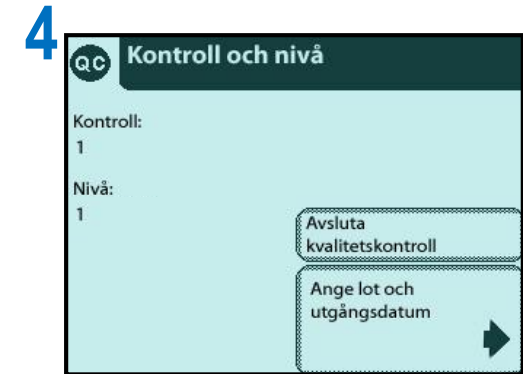 4
QC
Kontroll och nivå
Kontroll:
1
Nivå:
1
Avsluta
kvalitetskontroll
Ange lot och
utgångsdatum